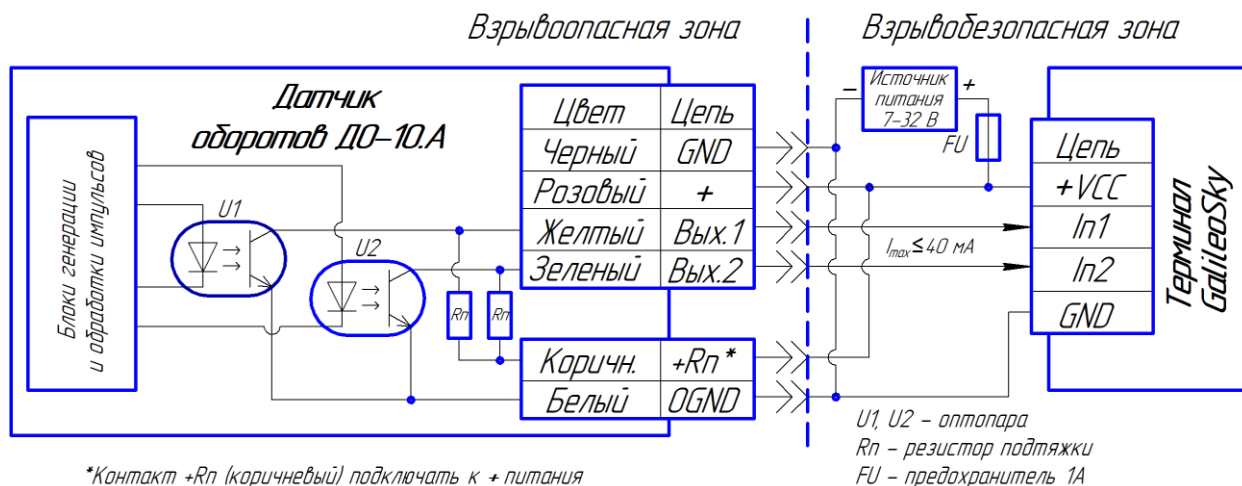 Взрывоопасная зона
Взрывобезопасная зона
Датчик
оборотов ДО-10.А
Блоки генерации
и обработки импульсов
U1
U2
Rп
Rп
Цвет Цепь
Черный GND
Розовый +
Желтый Вых.1
Зеленый Вых.2
Коричн. +Rп*
Белый OGND
− Источник +
питания
7-32 В
FU
Imax≤40 мА
Цепь
+VCC
In1
In2
GND
Терминал
GalileoSky
U1, U2 - оптопара
Rп - резистор подтяжки
FU - предохранитель 1А
*Контакт +Rп (коричневый) подключать к + питания